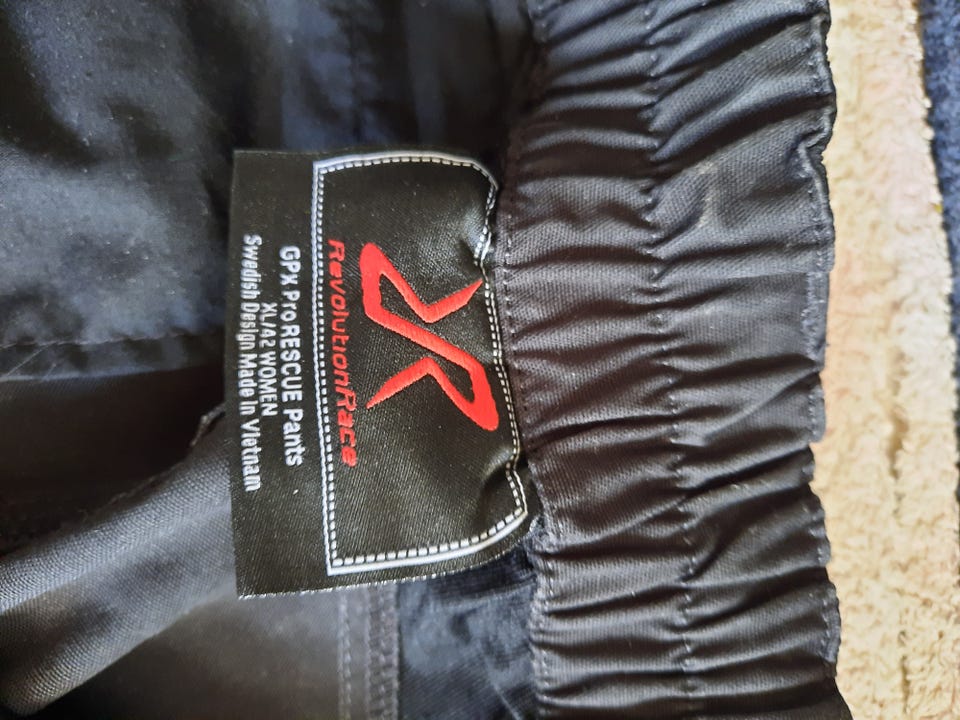 RevolutionRace
GPX Pro RESCUE Pants
XL/42 WOMEN
Swedish Design Made in Vietnam